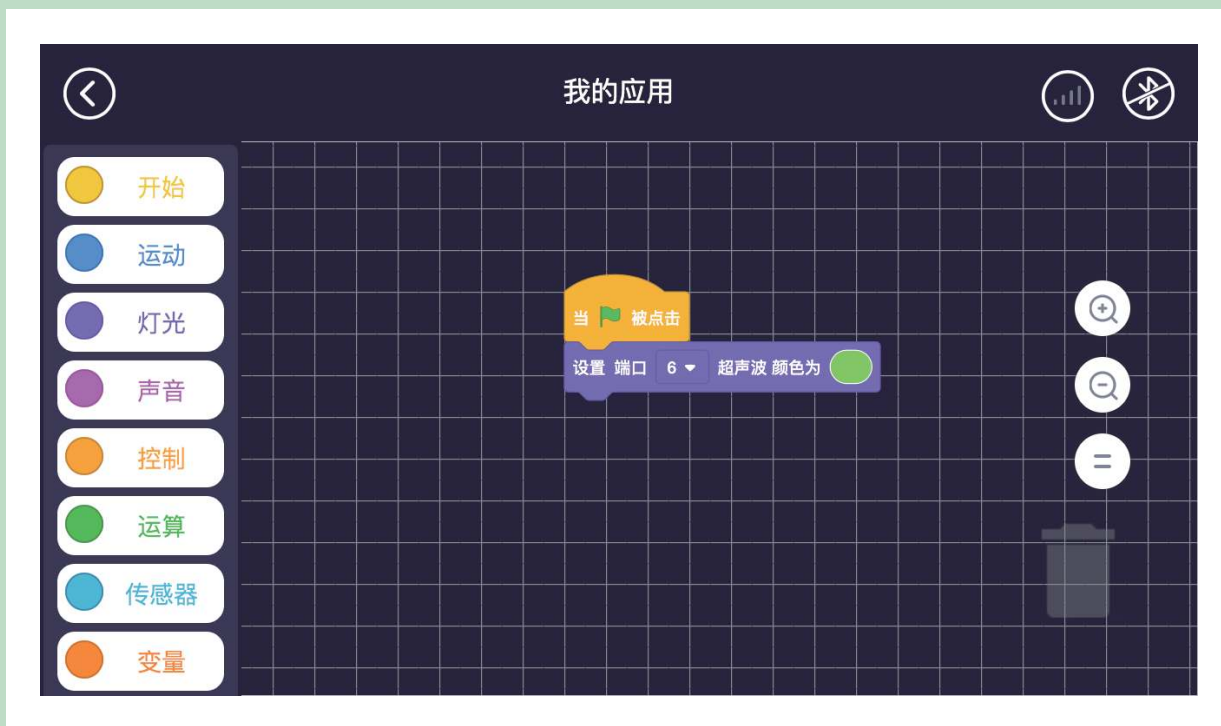 我的应用
开始
运动
灯光
声音
控制
运算
传感器
变量
当 被点击
设置 端口 6 超声波 颜色为